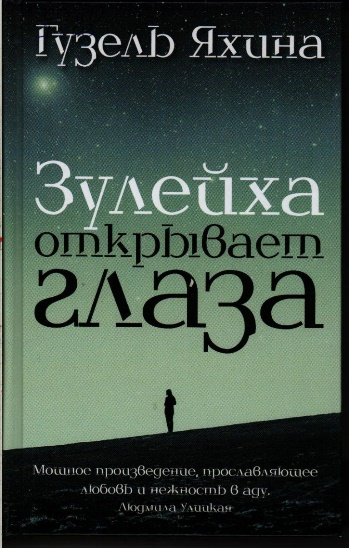 Гузель Яхина
Зулейха
открывает
глаза
Мощное произведение, прославляющее
любовь и нежность в аду.
Людмила Улицкая